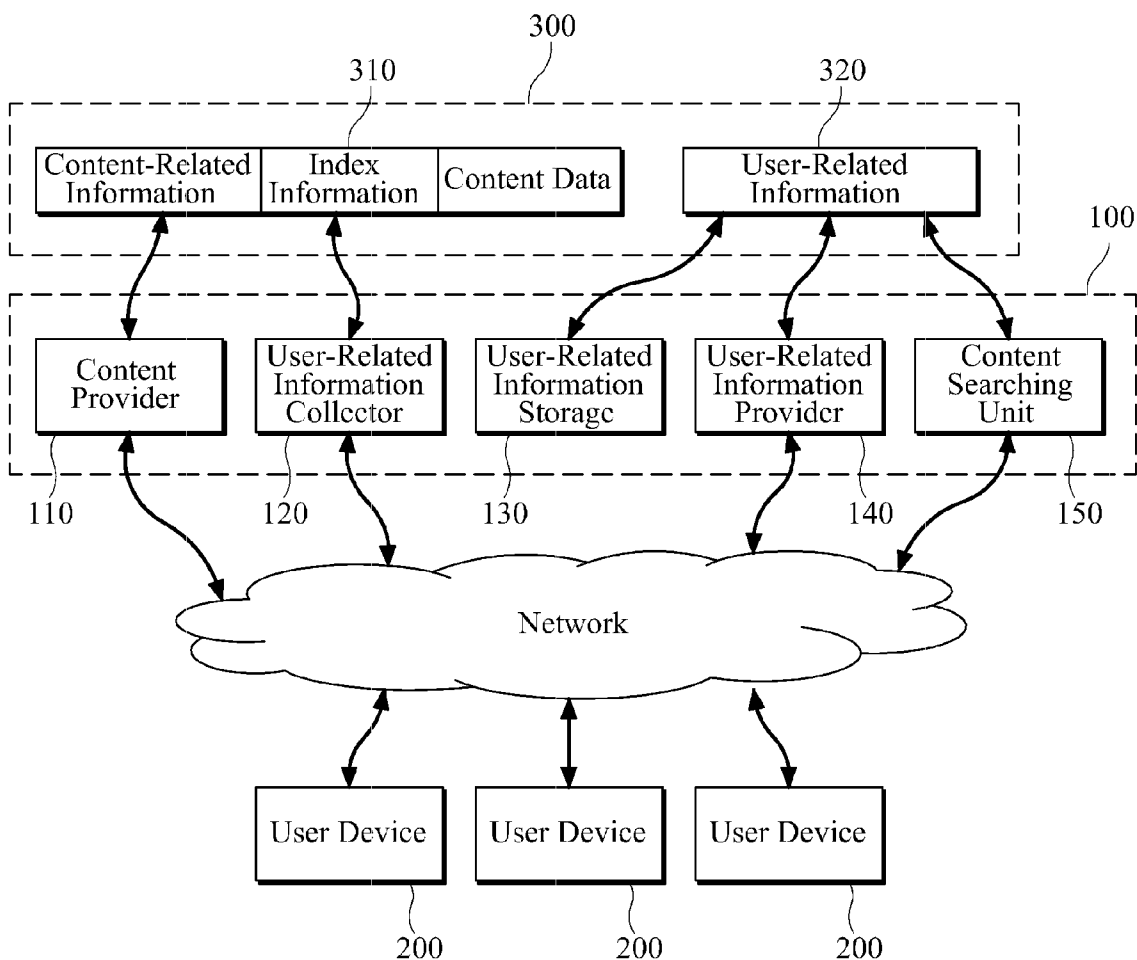 300
310
320
Content-Related
Information
Index
Information
Content Data
User-Related
Information
100
Content
Provider
User-Related
Information
Collector
User-Related
Information
Storage
User-Related
Information
Provider
Content
Searching
Unit
110
120
130
140
150
Network
User Device
User Device
User Device
200
200
200